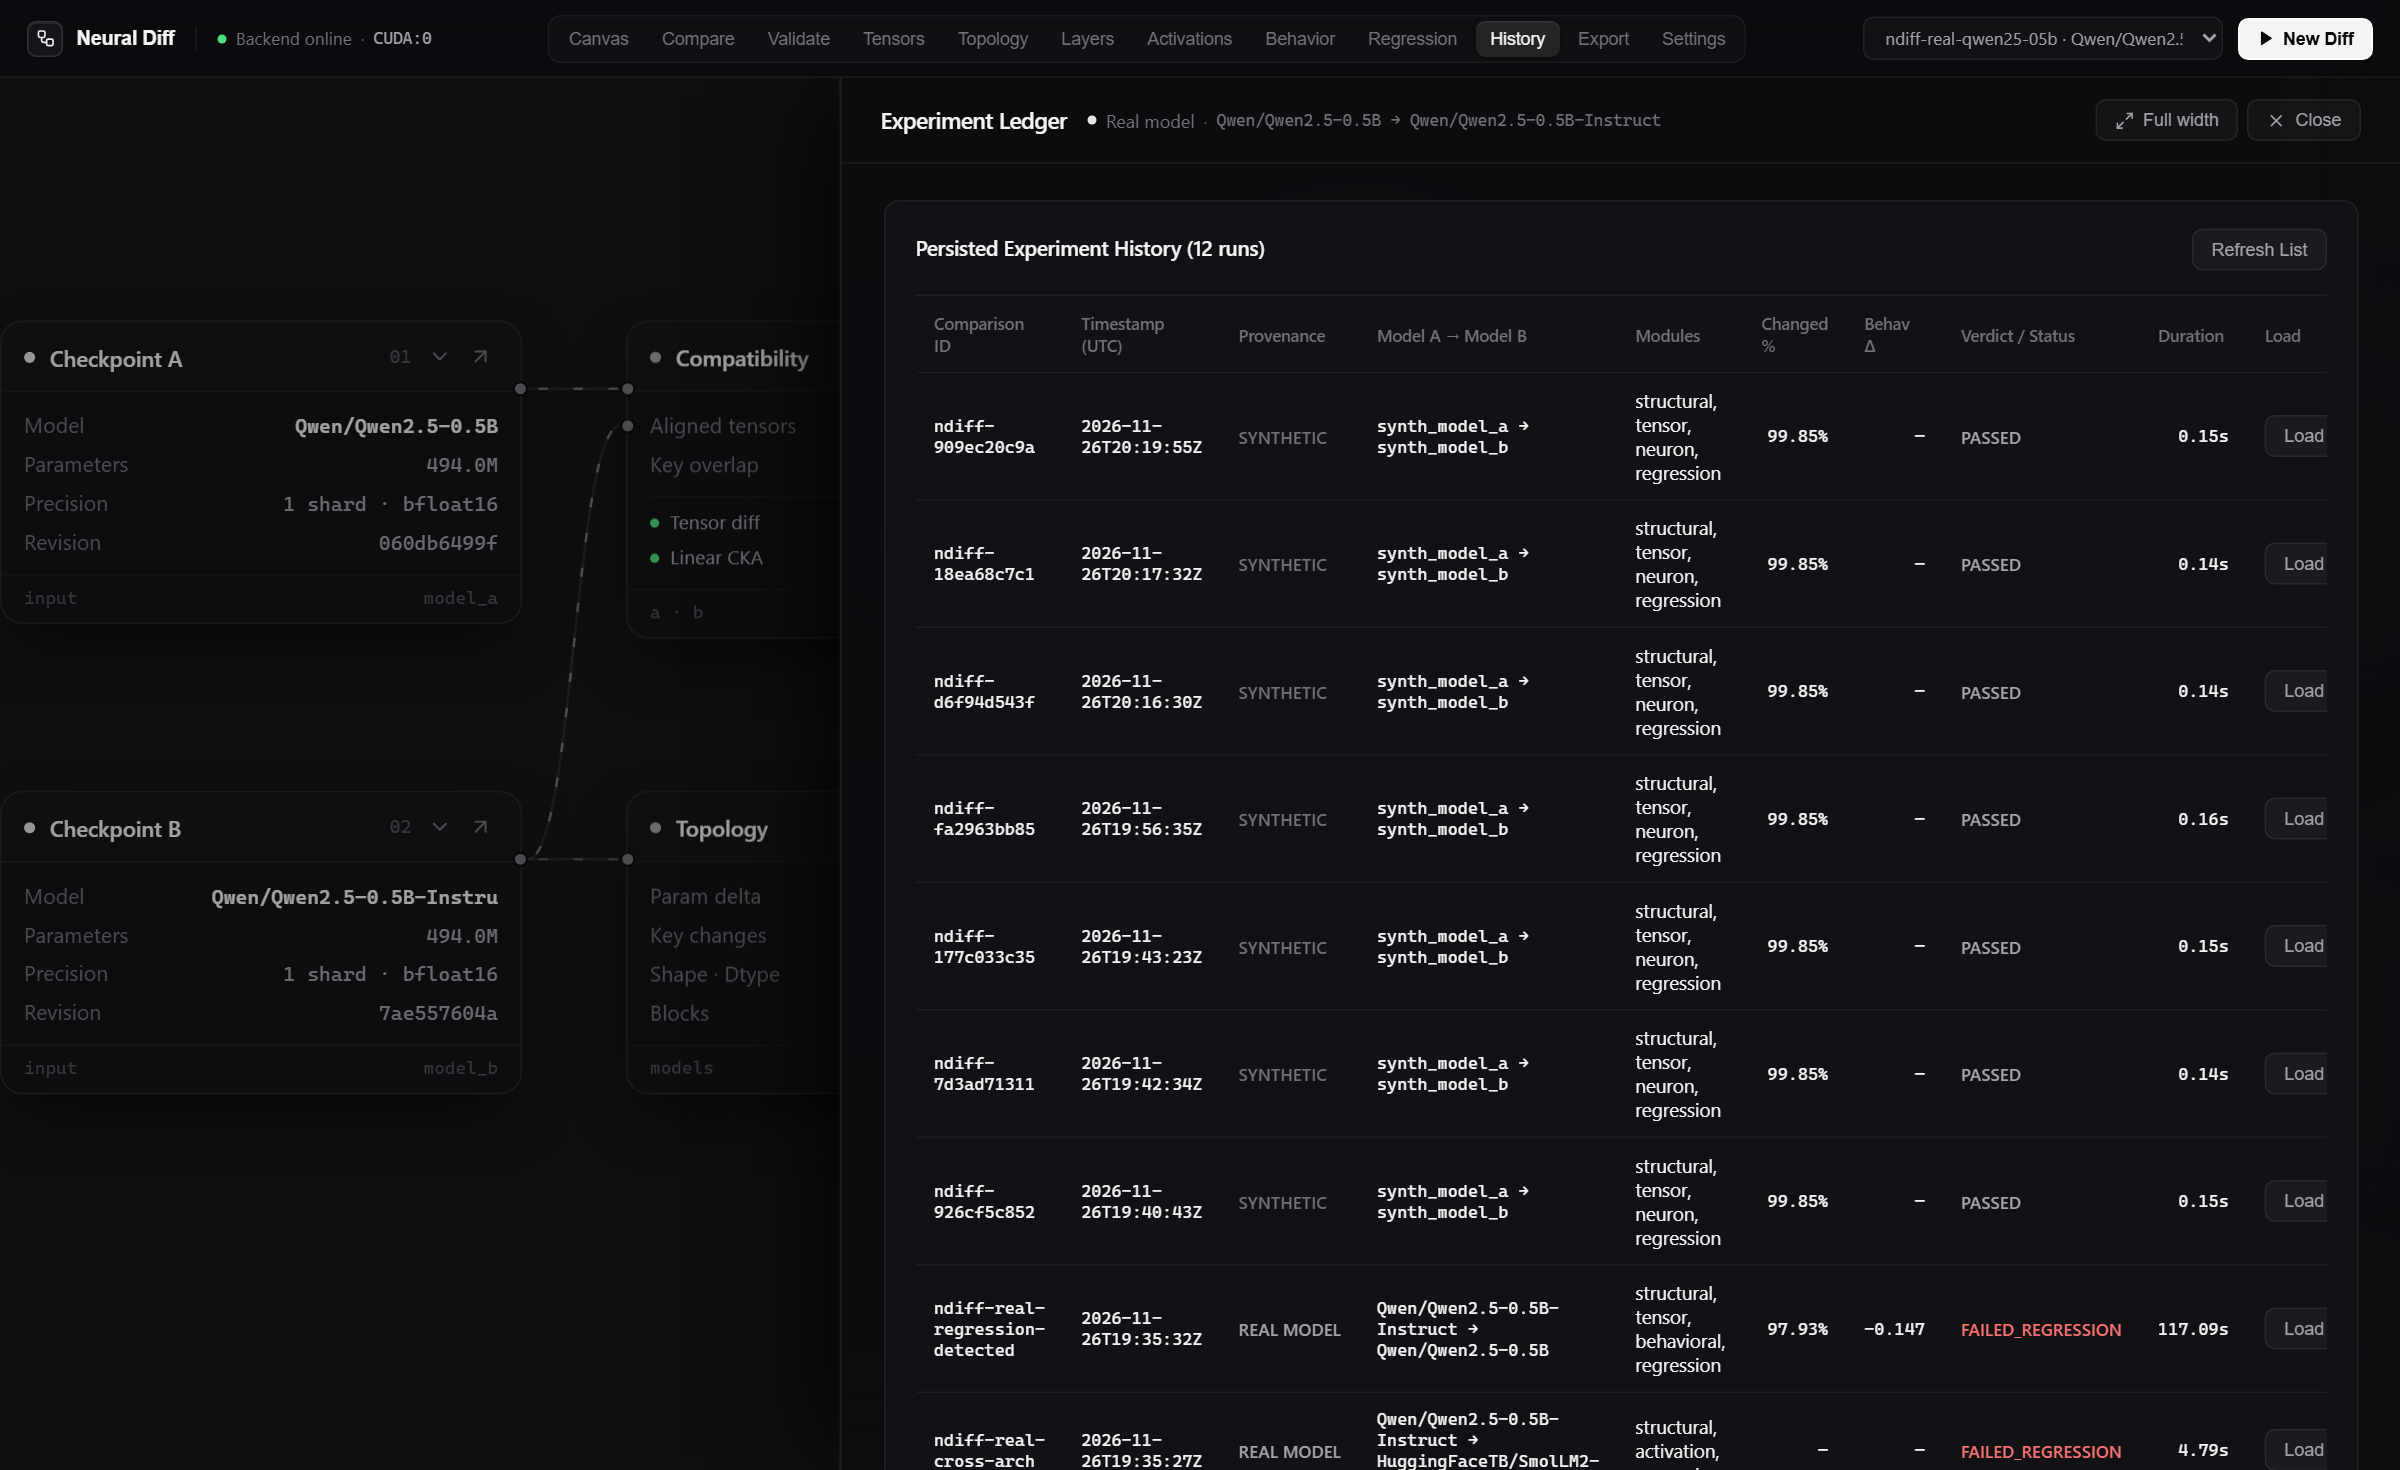 Neural Diff
Backend online · CUDA:0
Canvas
Compare
Validate
Tensors
Topology
Layers
Activations
Behavior
Regression
History
Export
Settings
ndiff-real-qwen25-05b · Qwen/Qwen2.
New Diff
Experiment Ledger
Real model · Qwen/Qwen2.5-0.5B → Qwen/Qwen2.5-0.5B-Instruct
Full width
Close
Checkpoint A
01
Model Qwen/Qwen2.5-0.5B
Parameters 494.0M
Precision 1 shard · bfloat16
Revision 060db6499f
input model_a
Compatibility
Aligned tensors
Key overlap
Tensor diff
Linear CKA
a · b
Checkpoint B
02
Model Qwen/Qwen2.5-0.5B-Instru
Parameters 494.0M
Precision 1 shard · bfloat16
Revision 7ae557604a
input model_b
Topology
Param delta
Key changes
Shape · Dtype
Blocks
models
Persisted Experiment History (12 runs)
Refresh List
Comparison
ID
Timestamp
(UTC)
Provenance
Model A → Model B
Modules
Changed
%
Behav
Δ
Verdict / Status
Duration
Load
ndiff-
909ec20c9a
2026-11-
26T20:19:55Z
SYNTHETIC
synth_model_a →
synth_model_b
structural,
tensor,
neuron,
regression
99.85%
–
PASSED
0.15s
Load
ndiff-
18ea68c7c1
2026-11-
26T20:17:32Z
SYNTHETIC
synth_model_a →
synth_model_b
structural,
tensor,
neuron,
regression
99.85%
–
PASSED
0.14s
Load
ndiff-
d6f94d543f
2026-11-
26T20:16:30Z
SYNTHETIC
synth_model_a →
synth_model_b
structural,
tensor,
neuron,
regression
99.85%
–
PASSED
0.14s
Load
ndiff-
fa2963bb85
2026-11-
26T19:56:35Z
SYNTHETIC
synth_model_a →
synth_model_b
structural,
tensor,
neuron,
regression
99.85%
–
PASSED
0.16s
Load
ndiff-
177c033c35
2026-11-
26T19:43:23Z
SYNTHETIC
synth_model_a →
synth_model_b
structural,
tensor,
neuron,
regression
99.85%
–
PASSED
0.15s
Load
ndiff-
7d3ad71311
2026-11-
26T19:42:34Z
SYNTHETIC
synth_model_a →
synth_model_b
structural,
tensor,
neuron,
regression
99.85%
–
PASSED
0.14s
Load
ndiff-
926cf5c852
2026-11-
26T19:40:43Z
SYNTHETIC
synth_model_a →
synth_model_b
structural,
tensor,
neuron,
regression
99.85%
–
PASSED
0.15s
Load
ndiff-real-
regression-
detected
2026-11-
26T19:35:32Z
REAL MODEL
Qwen/Qwen2.5-0.5B-
Instruct →
Qwen/Qwen2.5-0.5B
structural,
tensor,
behavioral,
regression
97.93%
-0.147
FAILED_REGRESSION
117.09s
Load
ndiff-real-
cross-arch
2026-11-
26T19:35:27Z
REAL MODEL
Qwen/Qwen2.5-0.5B-
Instruct →
HuggingFaceTB/SmolLM2-
structural,
activation,
–
–
FAILED_REGRESSION
4.79s
Load